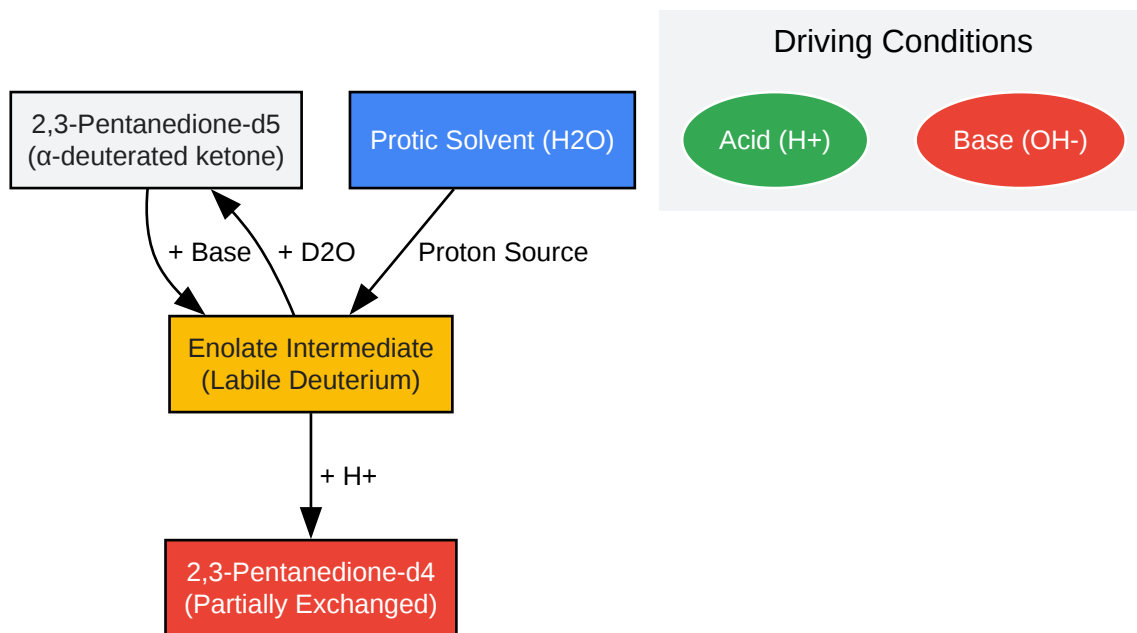 Driving Conditions
2,3-Pentanedione-d5
(α-deuterated ketone)
Protic Solvent (H2O)
Acid (H+)
Base (OH-)
+ Base
+ D2O
Proton Source
Enolate Intermediate
(Labile Deuterium)
+ H+
2,3-Pentanedione-d4
(Partially Exchanged)